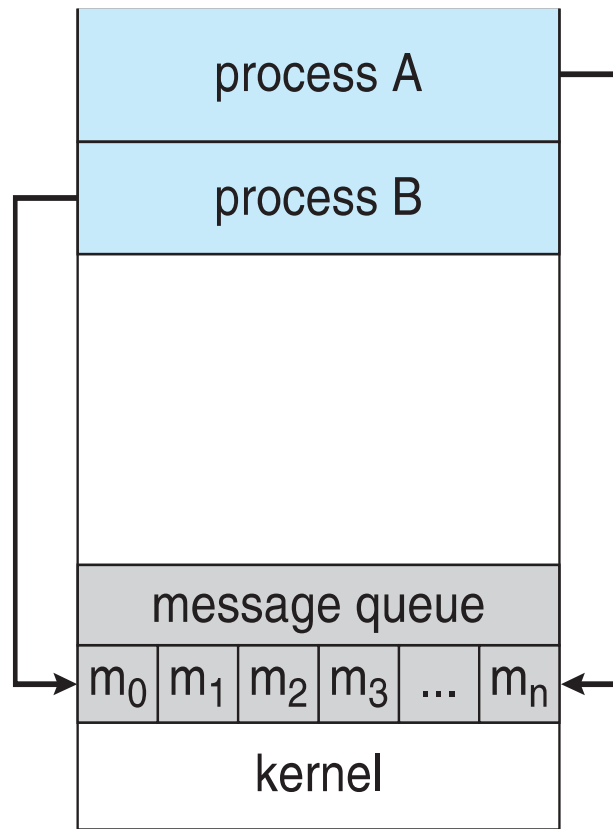 process A
process B
message queue
m₀ m₁ m₂ m₃ ... mₙ
kernel